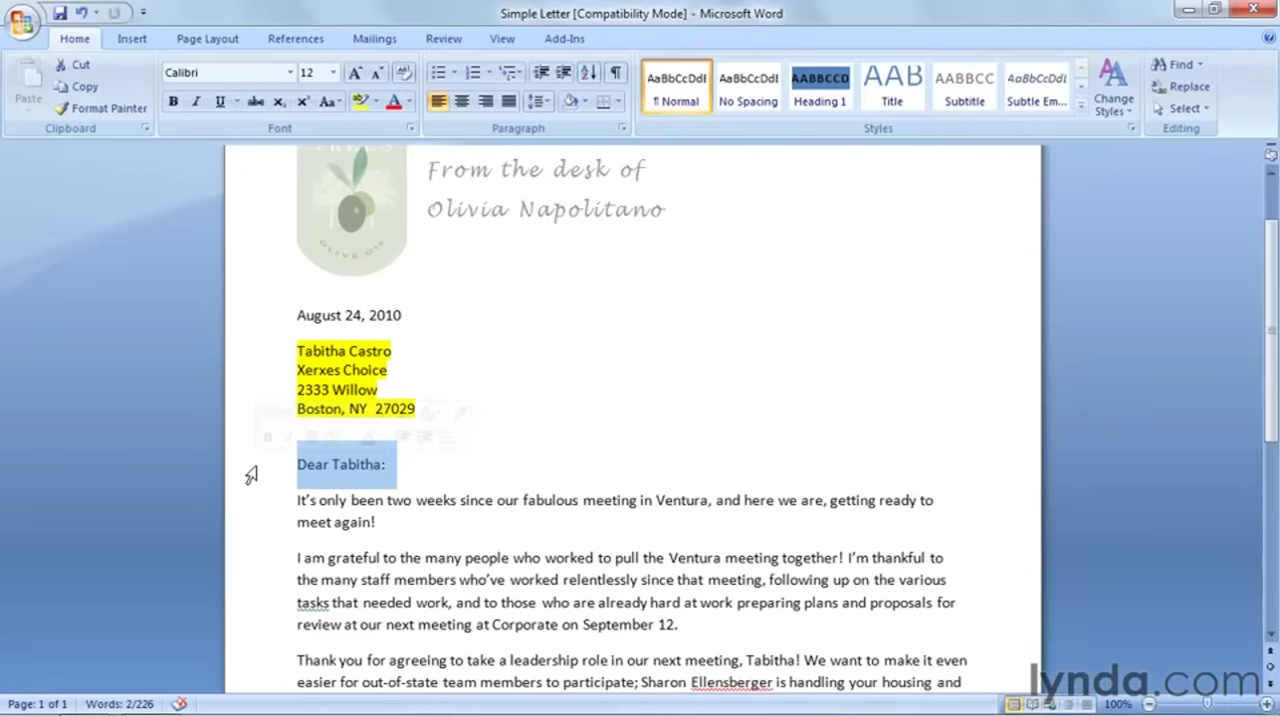 Simple Letter [Compatibility Mode] - Microsoft Word
Home Insert Page Layout References Mailings Review View Add-Ins
Paste
Cut
Copy
Format Painter
Clipboard
Calibri 12
Font
Paragraph
AaBbCcDdI AaBbCcDdI AABBCCD AAB AABBCC AaBbCcDdI
¶ Normal No Spacing Heading 1 Title Subtitle Subtle Em...
Styles
Change
Styles
Find
Replace
Select
Editing
From the desk of
Olivia Napolitano
OLIVE OIL
August 24, 2010
Tabitha Castro
Xerxes Choice
2333 Willow
Boston, NY 27029
Dear Tabitha:
It's only been two weeks since our fabulous meeting in Ventura, and here we are, getting ready to
meet again!
I am grateful to the many people who worked to pull the Ventura meeting together! I'm thankful to
the many staff members who've worked relentlessly since that meeting, following up on the various
tasks that needed work, and to those who are already hard at work preparing plans and proposals for
review at our next meeting at Corporate on September 12.
Thank you for agreeing to take a leadership role in our next meeting, Tabitha! We want to make it even
easier for out-of-state team members to participate; Sharon Ellensberger is handling your housing and
lynda.com
Page: 1 of 1 Words: 2/226 100%